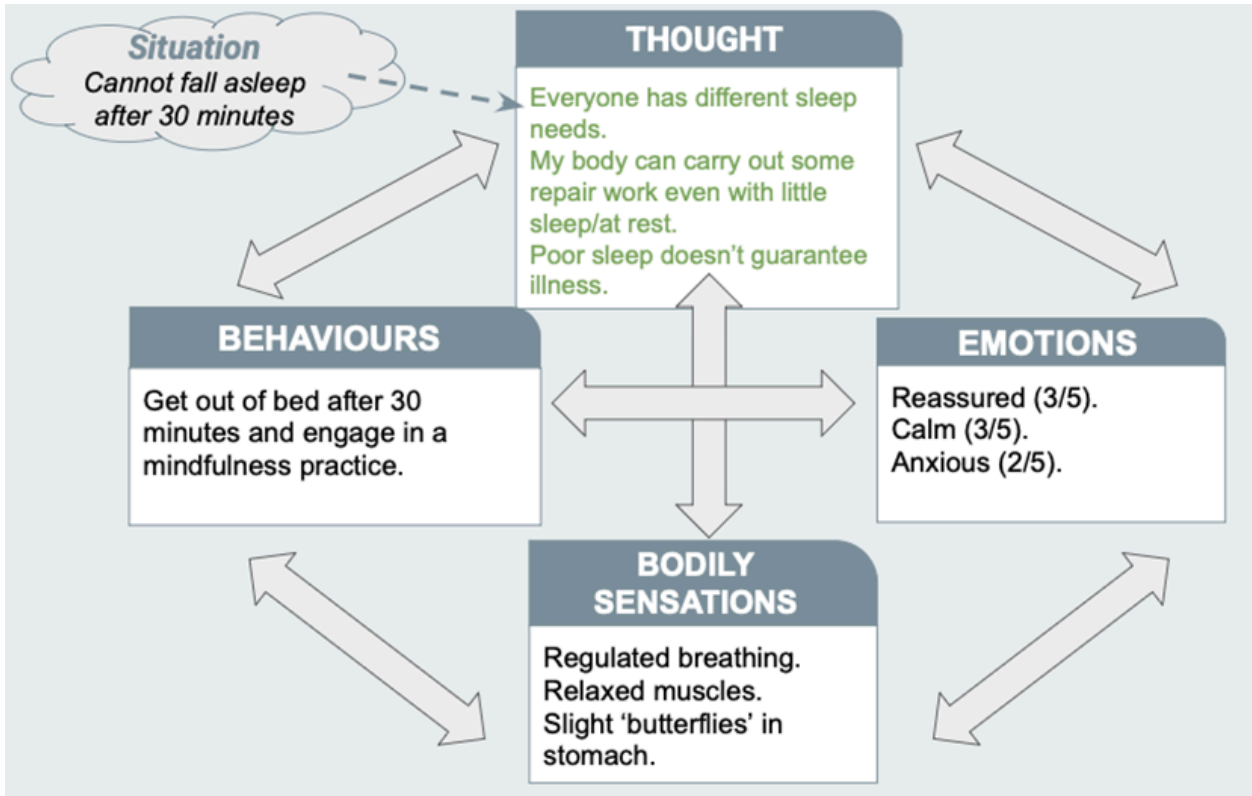 Situation
Cannot fall asleep
after 30 minutes
THOUGHT
Everyone has different sleep
needs.
My body can carry out some
repair work even with little
sleep/at rest.
Poor sleep doesn’t guarantee
illness.
BEHAVIOURS
Get out of bed after 30
minutes and engage in a
mindfulness practice.
EMOTIONS
Reassured (3/5).
Calm (3/5).
Anxious (2/5).
BODILY
SENSATIONS
Regulated breathing.
Relaxed muscles.
Slight ‘butterflies’ in
stomach.